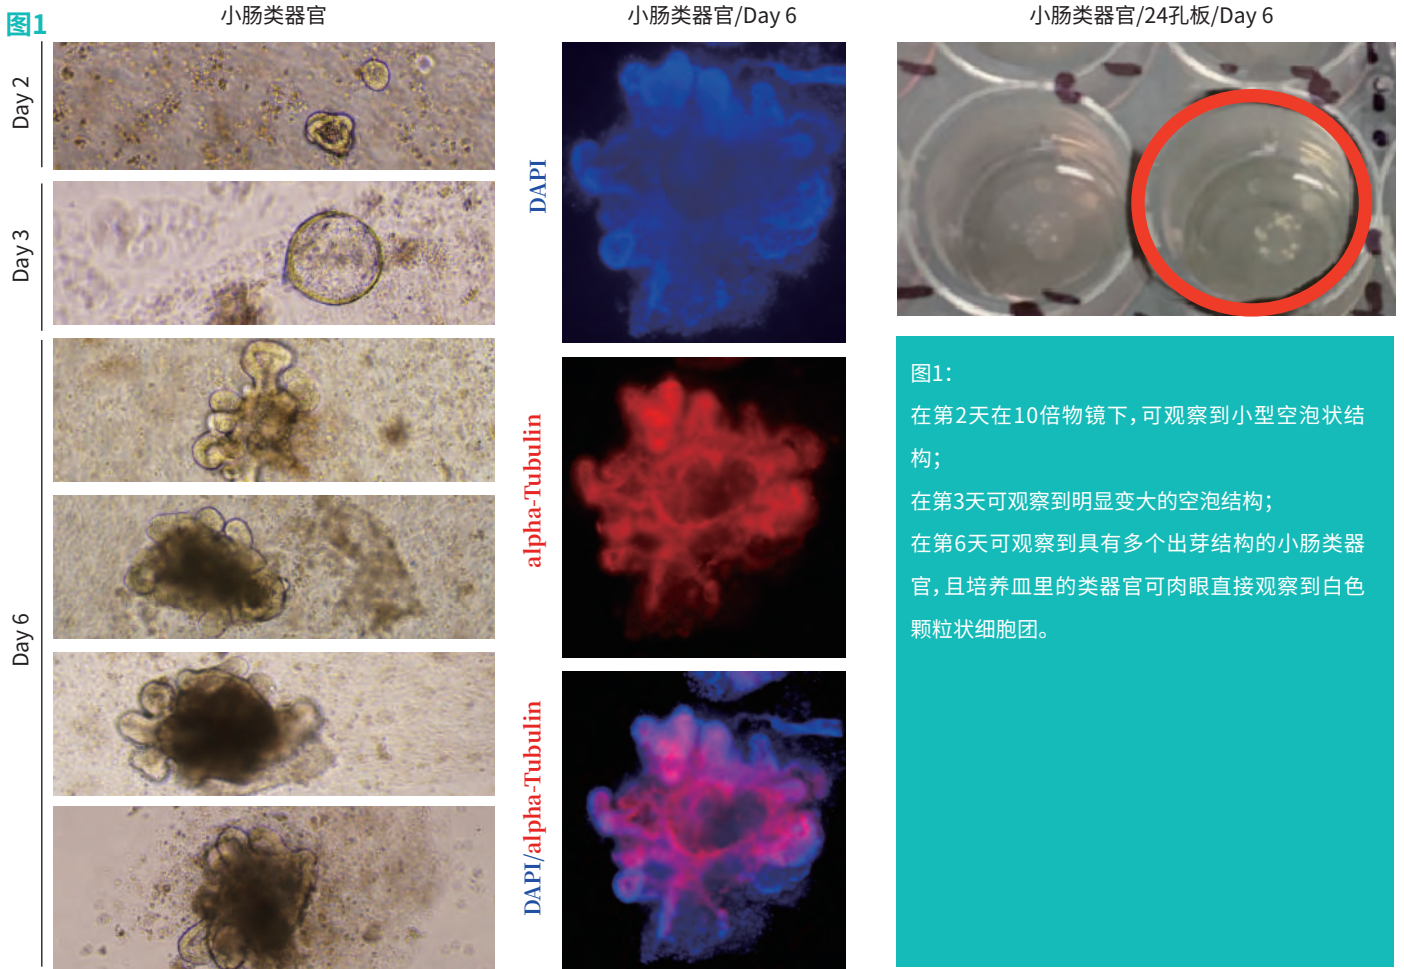 图1
小肠类器官
小肠类器官/Day 6
小肠类器官/24孔板/Day 6
Day 2
Day 3
Day 6
DAPI
alpha-Tubulin
DAPI/alpha-Tubulin
图1：
在第2天在10倍物镜下，可观察到小型空泡状结
构；
在第3天可观察到明显变大的空泡结构；
在第6天可观察到具有多个出芽结构的小肠类器
官，且培养皿里的类器官可肉眼直接观察到白色
颗粒状细胞团。